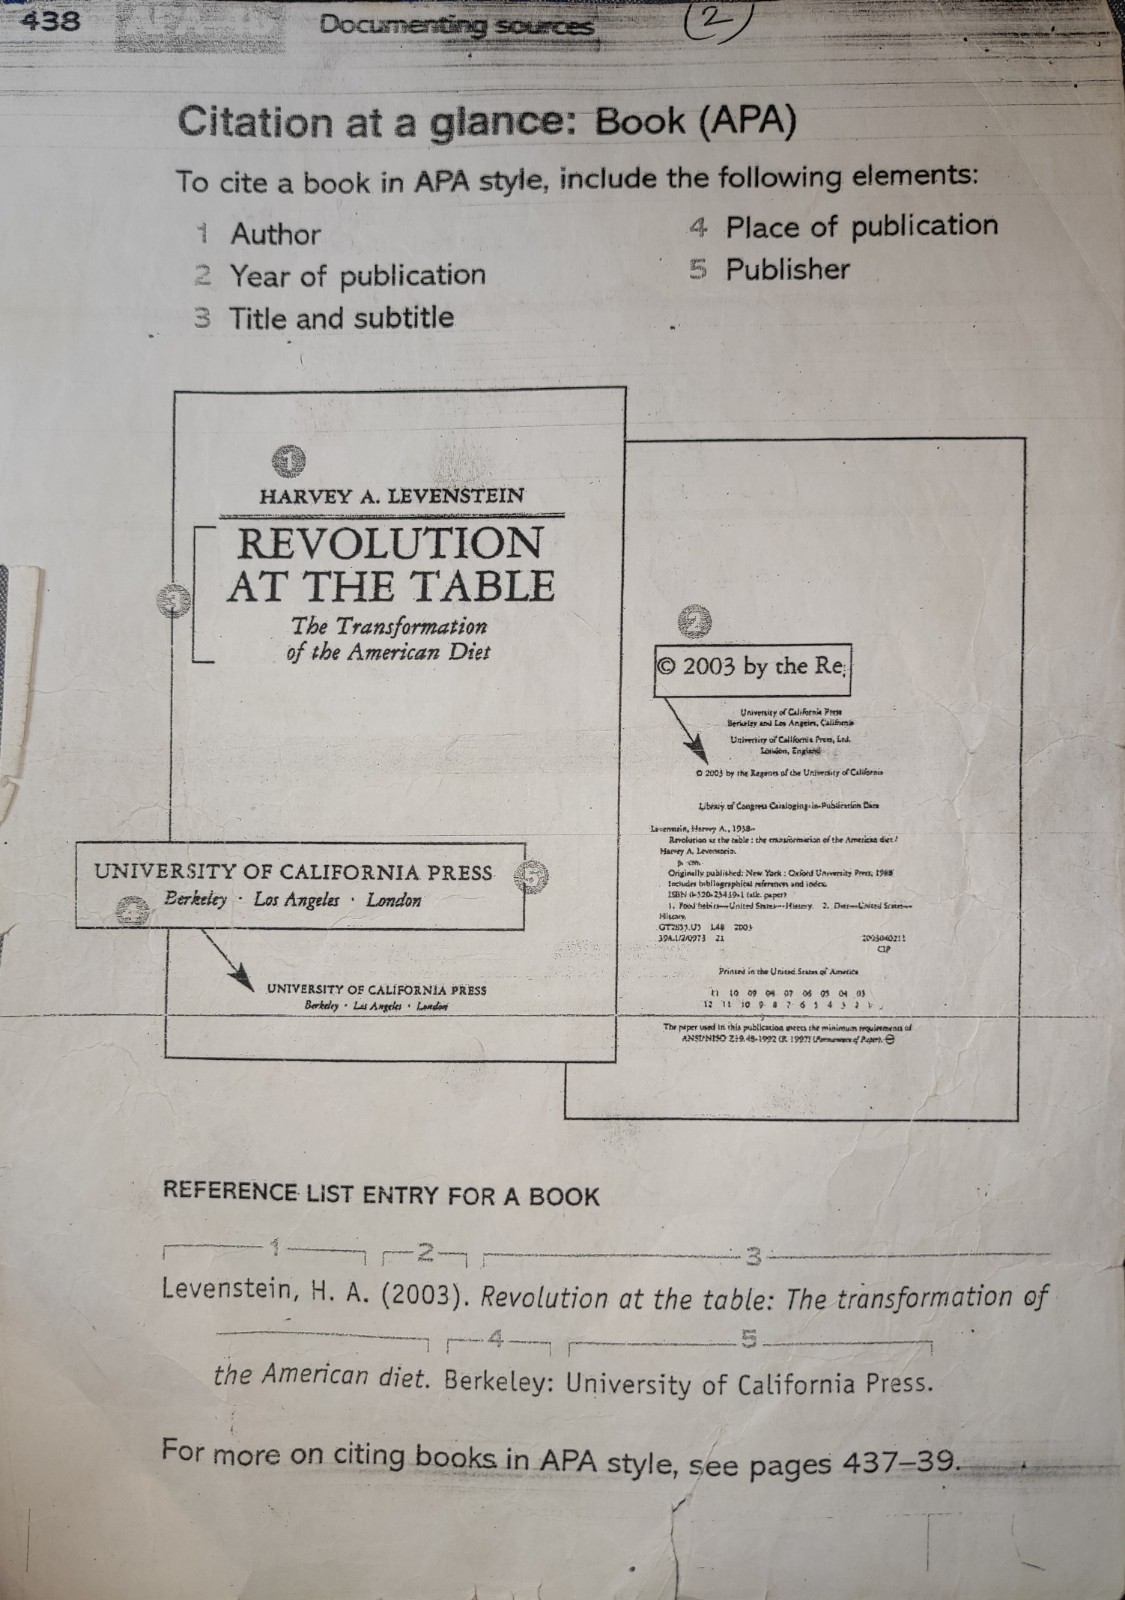 438
Documenting sources
(2)
Citation at a glance: Book (APA)
To cite a book in APA style, include the following elements:
1 Author
2 Year of publication
3 Title and subtitle
4 Place of publication
5 Publisher
1
HARVEY A. LEVENSTEIN
REVOLUTION
AT THE TABLE
3
The Transformation
of the American Diet
UNIVERSITY OF CALIFORNIA PRESS
5
4
Berkeley · Los Angeles · London
UNIVERSITY OF CALIFORNIA PRESS
Berkeley · Los Angeles · London
2
© 2003 by the Re
University of California Press
Berkeley and Los Angeles, California
University of California Press, Ltd.
London, England
© 2003 by the Regents of the University of California
Library of Congress Cataloging-in-Publication Data
Levenstein, Harvey A., 1938–
Revolution at the table : the transformation of the American diet /
Harvey A. Levenstein.
p. cm.
Originally published: New York : Oxford University Press, 1988
Includes bibliographical references and index.
ISBN 0-520-23439-1 (alk. paper)
1. Food habits—United States—History. 2. Diet—United States—
History.
GT2853.U5 L48 2003
394.1/2/0973 21
2003040211
CIP
Printed in the United States of America
11 10 09 08 07 06 05 04 03
12 11 10 9 8 7 6 5 4 3 2 1
The paper used in this publication meets the minimum requirements of
ANSI/NISO Z39.48-1992 (R 1997) (Permanence of Paper).
REFERENCE LIST ENTRY FOR A BOOK
1 2 3
Levenstein, H. A. (2003). Revolution at the table: The transformation of
4 5
the American diet. Berkeley: University of California Press.
For more on citing books in APA style, see pages 437–39.